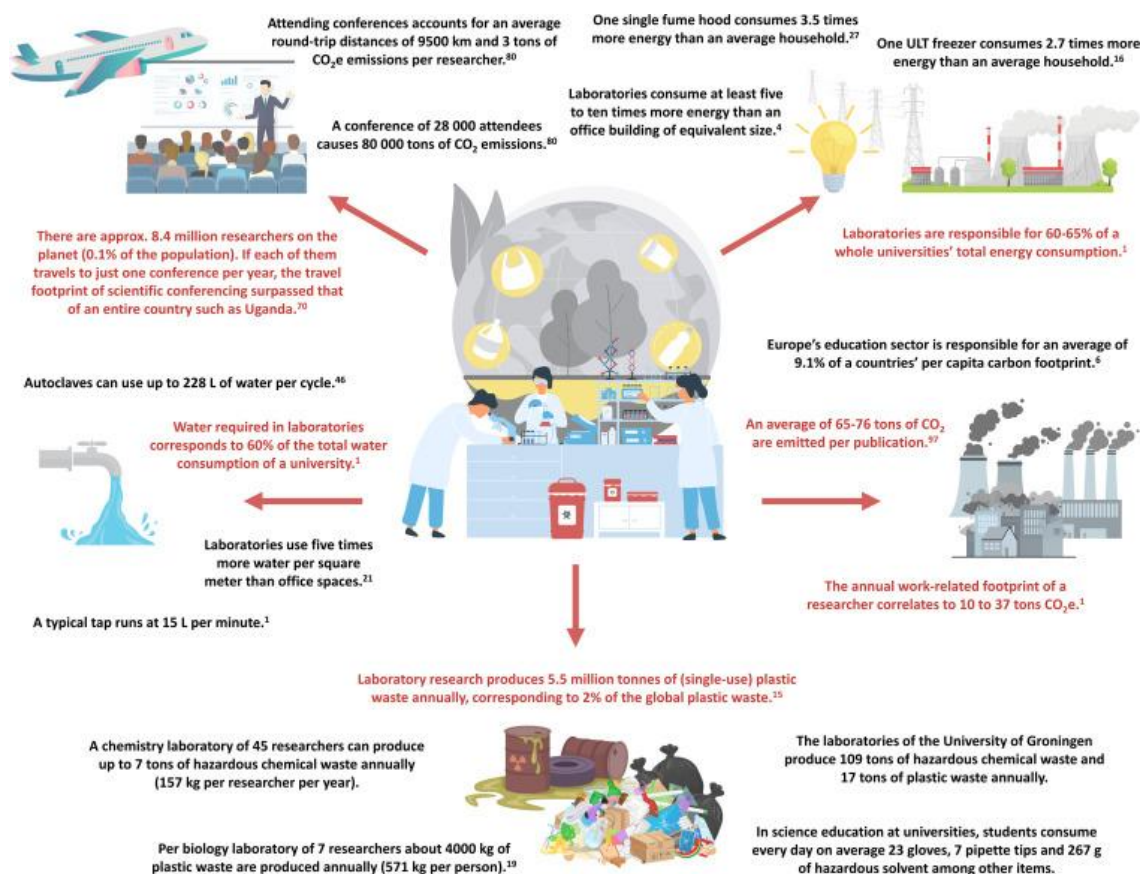 Attending conferences accounts for an average
round-trip distances of 9500 km and 3 tons of
CO₂e emissions per researcher.⁸⁰
A conference of 28 000 attendees
causes 80 000 tons of CO₂ emissions.⁸⁰
One single fume hood consumes 3.5 times
more energy than an average household.²⁷
One ULT freezer consumes 2.7 times more
energy than an average household.¹⁶
Laboratories consume at least five
to ten times more energy than an
office building of equivalent size.⁴
There are approx. 8.4 million researchers on the
planet (0.1% of the population). If each of them
travels to just one conference per year, the travel
footprint of scientific conferencing surpassed that
of an entire country such as Uganda.⁷⁰
Laboratories are responsible for 60-65% of a
whole universities’ total energy consumption.¹
Autoclaves can use up to 228 L of water per cycle.⁴⁶
Water required in laboratories
corresponds to 60% of the total water
consumption of a university.¹
Laboratories use five times
more water per square
meter than office spaces.²¹
A typical tap runs at 15 L per minute.¹
Europe’s education sector is responsible for an average of
9.1% of a countries’ per capita carbon footprint.⁶
An average of 65-76 tons of CO₂
are emitted per publication.⁹⁷
The annual work-related footprint of a
researcher correlates to 10 to 37 tons CO₂e.¹
Laboratory research produces 5.5 million tonnes of (single-use) plastic
waste annually, corresponding to 2% of the global plastic waste.¹⁵
A chemistry laboratory of 45 researchers can produce
up to 7 tons of hazardous chemical waste annually
(157 kg per researcher per year).
Per biology laboratory of 7 researchers about 4000 kg of
plastic waste are produced annually (571 kg per person).¹⁹
The laboratories of the University of Groningen
produce 109 tons of hazardous chemical waste and
17 tons of plastic waste annually.
In science education at universities, students consume
every day on average 23 gloves, 7 pipette tips and 267 g
of hazardous solvent among other items.